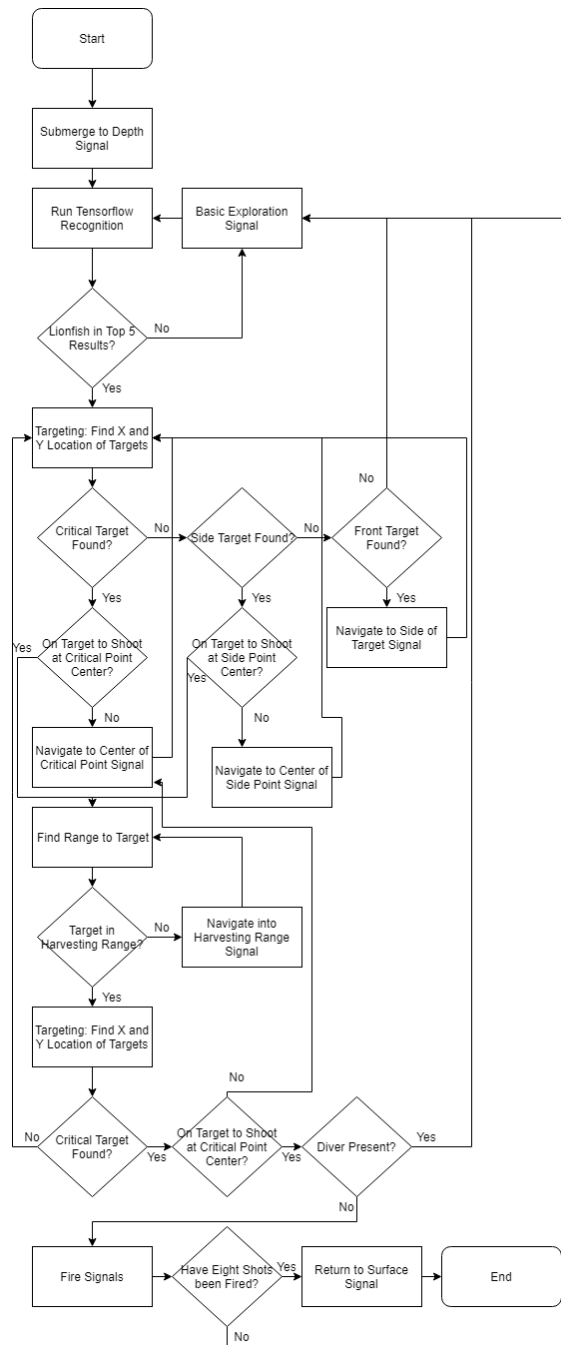 Start
Submerge to Depth
Signal
Run Tensorflow
Recognition
Basic Exploration
Signal
Lionfish in Top 5
Results?
No
Yes
Targeting: Find X and
Y Location of Targets
No
Critical Target
Found?
No
Side Target Found?
No
Front Target
Found?
Yes
Yes
Yes
Yes
On Target to Shoot
at Critical Point
Center?
On Target to Shoot
at Side Point
Center?
Navigate to Side of
Target Signal
Yes
No
No
Navigate to Center of
Critical Point Signal
Navigate to Center of
Side Point Signal
Find Range to Target
Target in
Harvesting Range?
No
Navigate into
Harvesting Range
Signal
Yes
Targeting: Find X and
Y Location of Targets
No
No
Critical Target
Found?
Yes
On Target to Shoot
at Critical Point
Center?
Yes
Diver Present?
Yes
No
Fire Signals
Have Eight Shots
been Fired?
Yes
Return to Surface
Signal
End
No